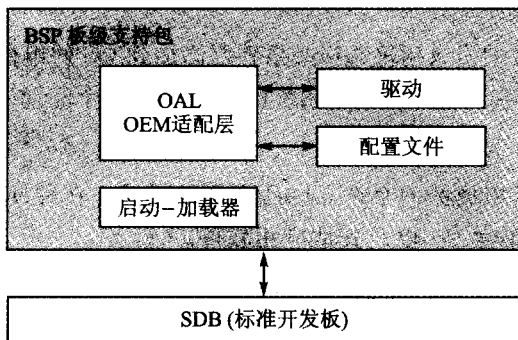 BSP 板级支持包
OAL
OEM适配层
驱动
配置文件
启动-加载器
SDB (标准开发板)